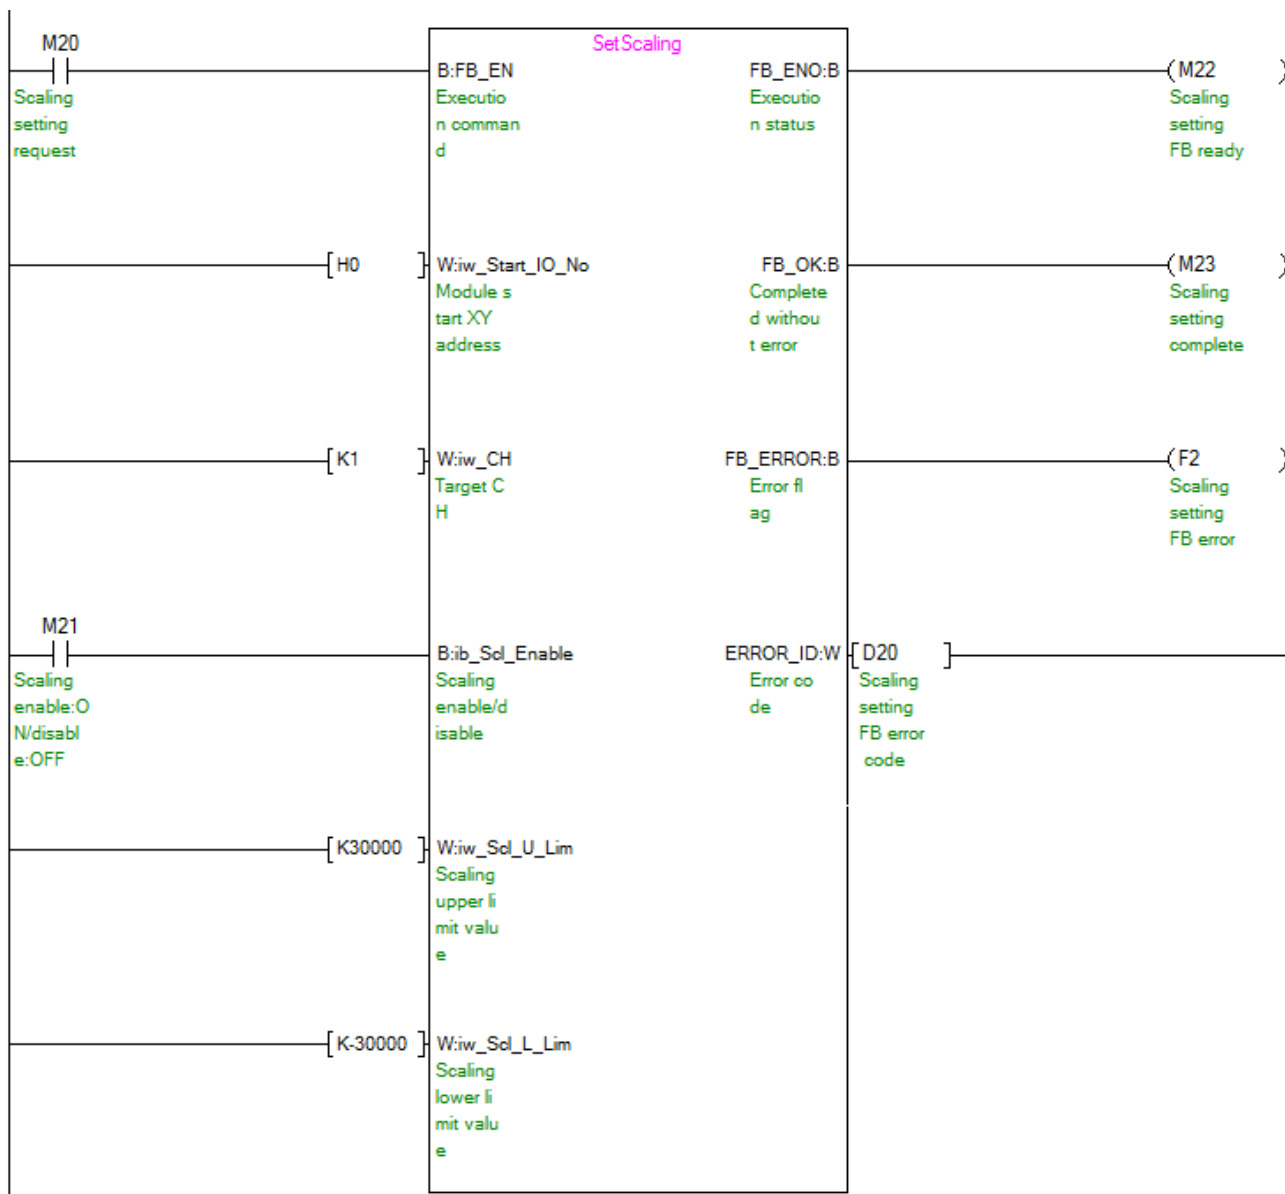 M20
SetScaling
B:FB_EN
FB_ENO:B
M22
Scaling
setting
request
Executio
n comman
d
Executio
n status
Scaling
setting
FB ready
H0
W:iw_Start_IO_No
FB_OK:B
M23
Module s
tart XY
address
Complete
d withou
t error
Scaling
setting
complete
K1
W:iw_CH
FB_ERROR:B
F2
Target C
H
Error fl
ag
Scaling
setting
FB error
M21
B:ib_Scl_Enable
ERROR_ID:W
D20
Scaling
enable:O
N/disabl
e:OFF
Scaling
enable/d
isable
Error co
de
Scaling
setting
FB error
code
K30000
W:iw_Scl_U_Lim
Scaling
upper li
mit valu
e
K-30000
W:iw_Scl_L_Lim
Scaling
lower li
mit valu
e